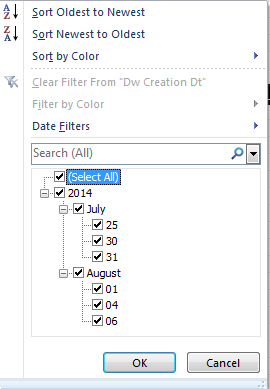 Sort Oldest to Newest
Sort Newest to Oldest
Sort by Color
Clear Filter From "Dw Creation Dt"
Filter by Color
Date Filters
Search (All)
(Select All)
2014
July
25
30
31
August
01
04
06
OK Cancel